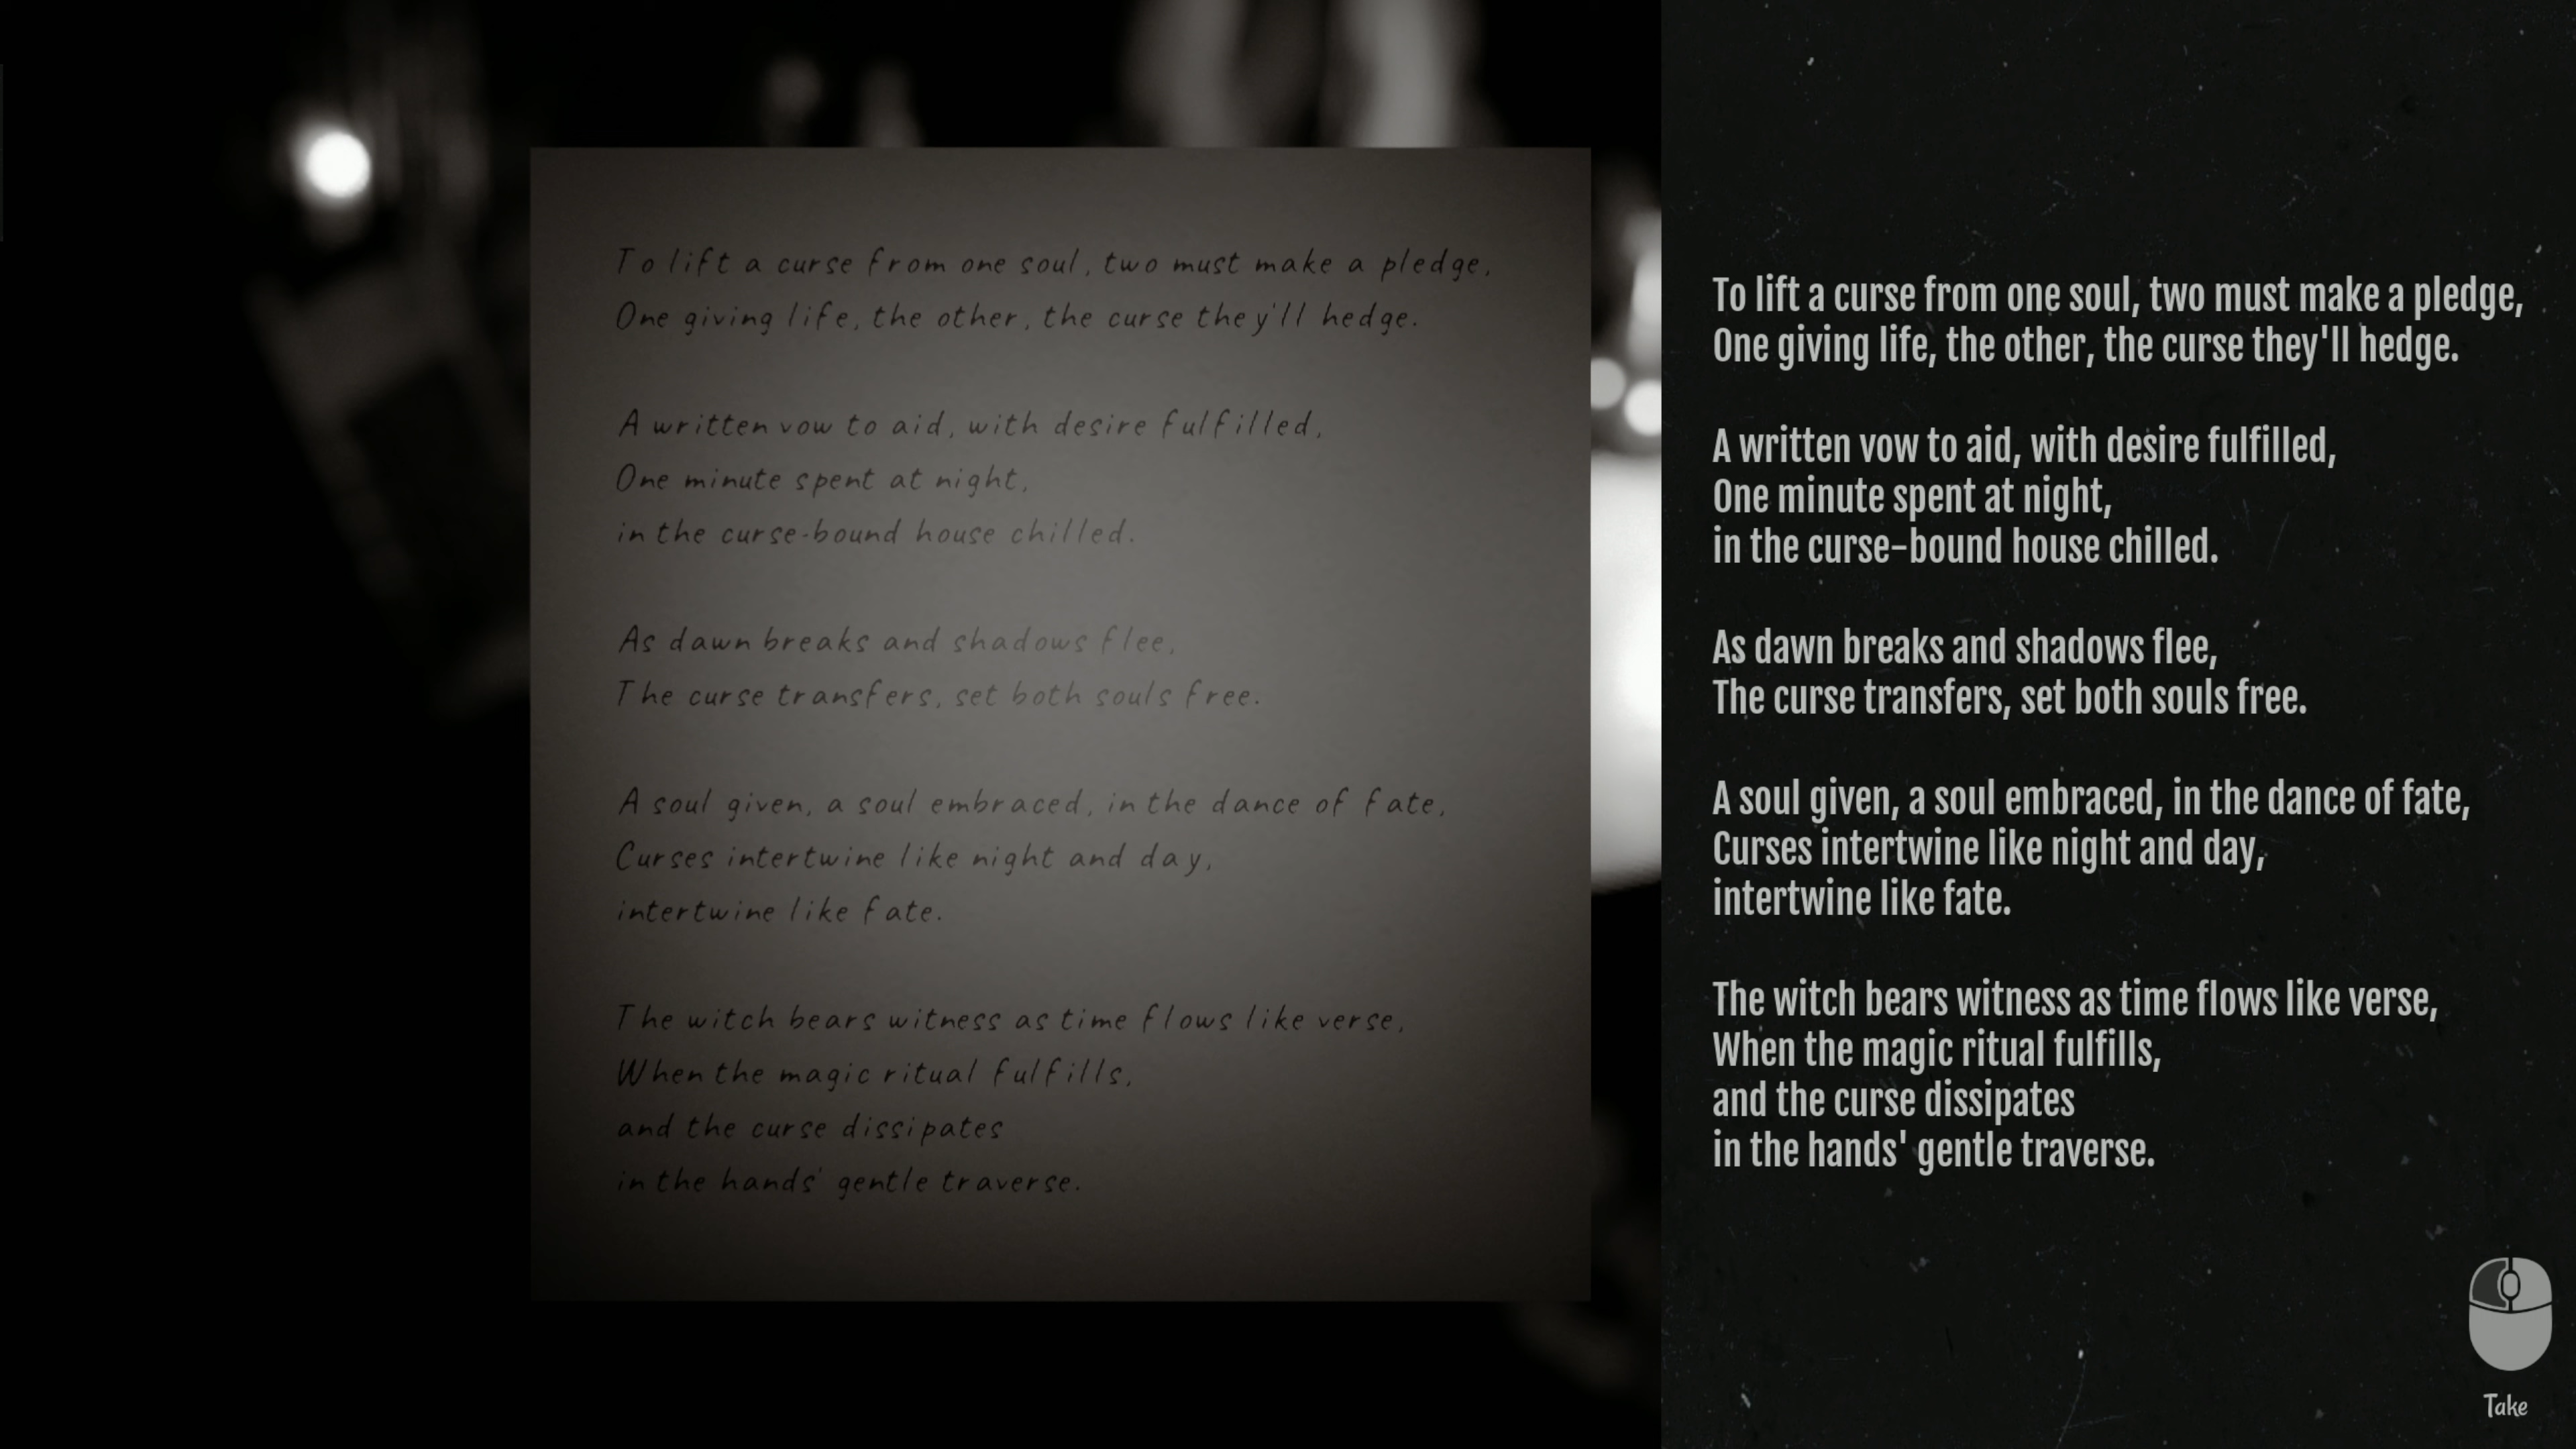 To lift a curse from one soul, two must make a pledge,
One giving life, the other, the curse they'll hedge.
A written vow to aid, with desire fulfilled,
One minute spent at night,
in the curse-bound house chilled.
As dawn breaks and shadows flee,
The curse transfers, set both souls free.
A soul given, a soul embraced, in the dance of fate,
Curses intertwine like night and day,
intertwine like fate.
The witch bears witness as time flows like verse,
When the magic ritual fulfills,
and the curse dissipates
in the hands' gentle traverse.
To lift a curse from one soul, two must make a pledge,
One giving life, the other, the curse they'll hedge.
A written vow to aid, with desire fulfilled,
One minute spent at night,
in the curse-bound house chilled.
As dawn breaks and shadows flee,
The curse transfers, set both souls free.
A soul given, a soul embraced, in the dance of fate,
Curses intertwine like night and day,
intertwine like fate.
The witch bears witness as time flows like verse,
When the magic ritual fulfills,
and the curse dissipates
in the hands' gentle traverse.
Take